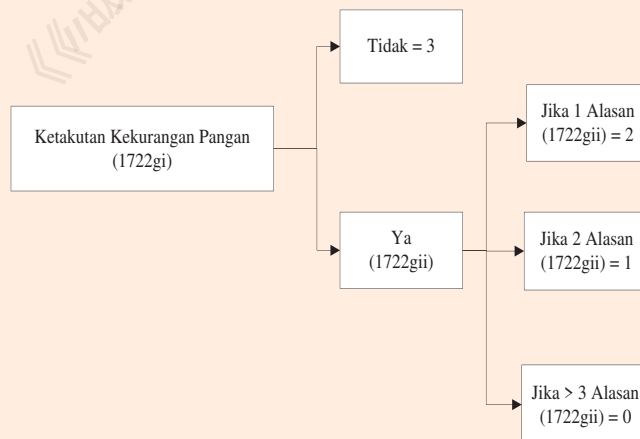 Tidak = 3
Ketakutan Kekurangan Pangan
(1722gi)
Ya
(1722gii)
Jika 1 Alasan
(1722gii) = 2
Jika 2 Alasan
(1722gii) = 1
Jika > 3 Alasan
(1722gii) = 0